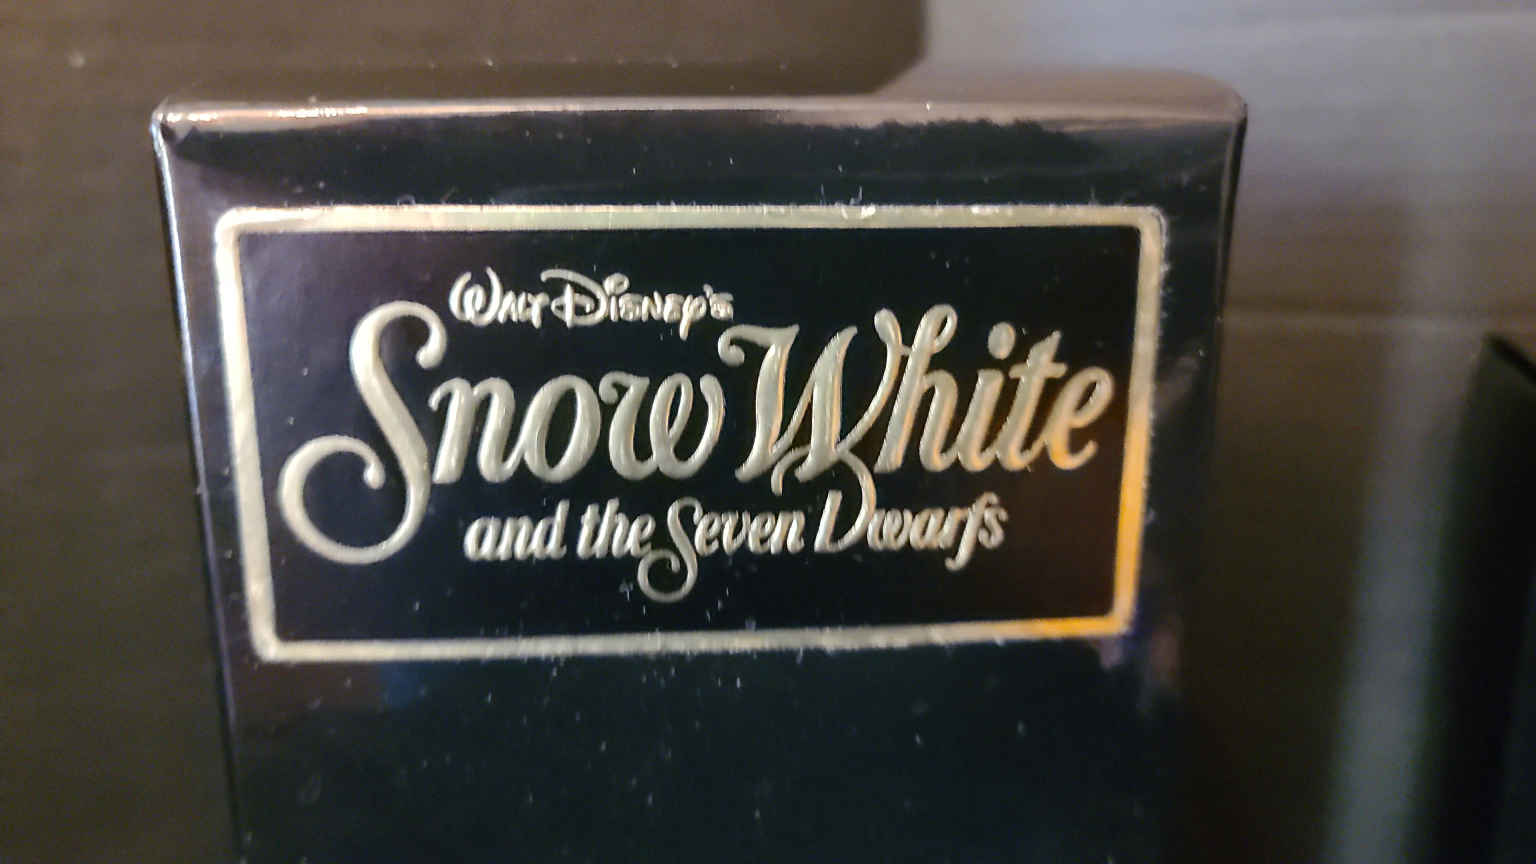 Walt Disney's
Snow White
and the Seven Dwarfs